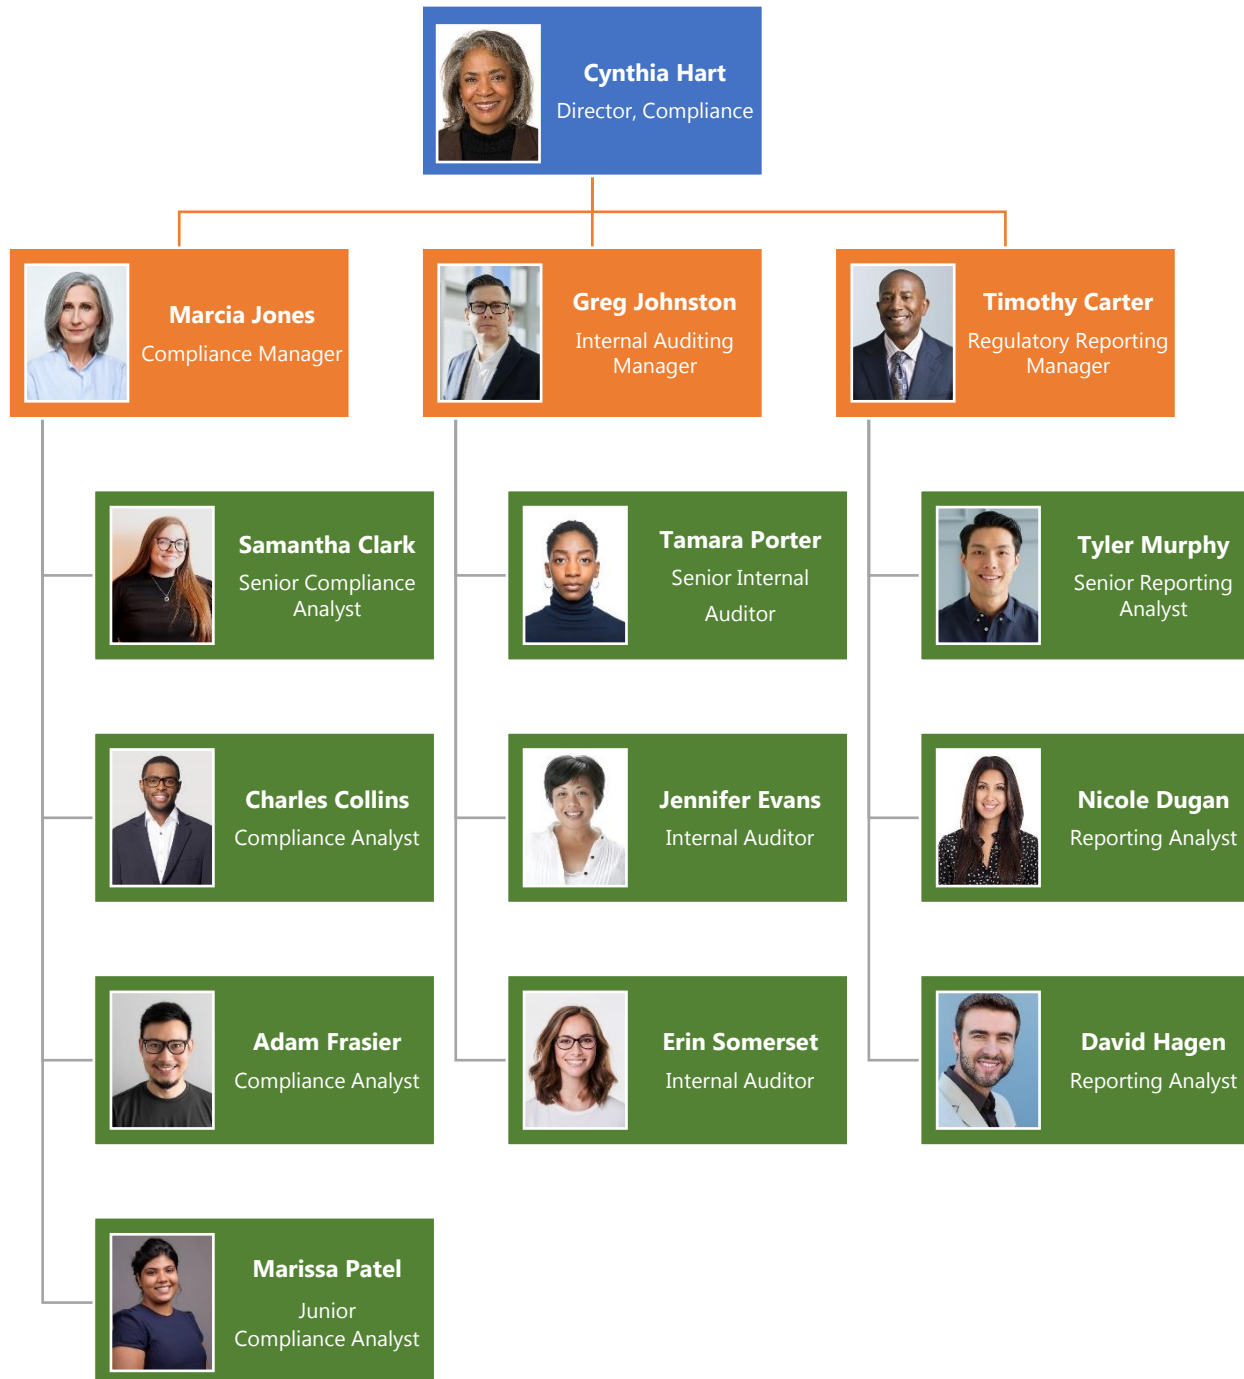 Cynthia Hart
Director, Compliance
Marcia Jones
Compliance Manager
Greg Johnston
Internal Auditing
Manager
Timothy Carter
Regulatory Reporting
Manager
Samantha Clark
Senior Compliance
Analyst
Tamara Porter
Senior Internal
Auditor
Tyler Murphy
Senior Reporting
Analyst
Charles Collins
Compliance Analyst
Jennifer Evans
Internal Auditor
Nicole Dugan
Reporting Analyst
Adam Frasier
Compliance Analyst
Erin Somerset
Internal Auditor
David Hagen
Reporting Analyst
Marissa Patel
Junior
Compliance Analyst